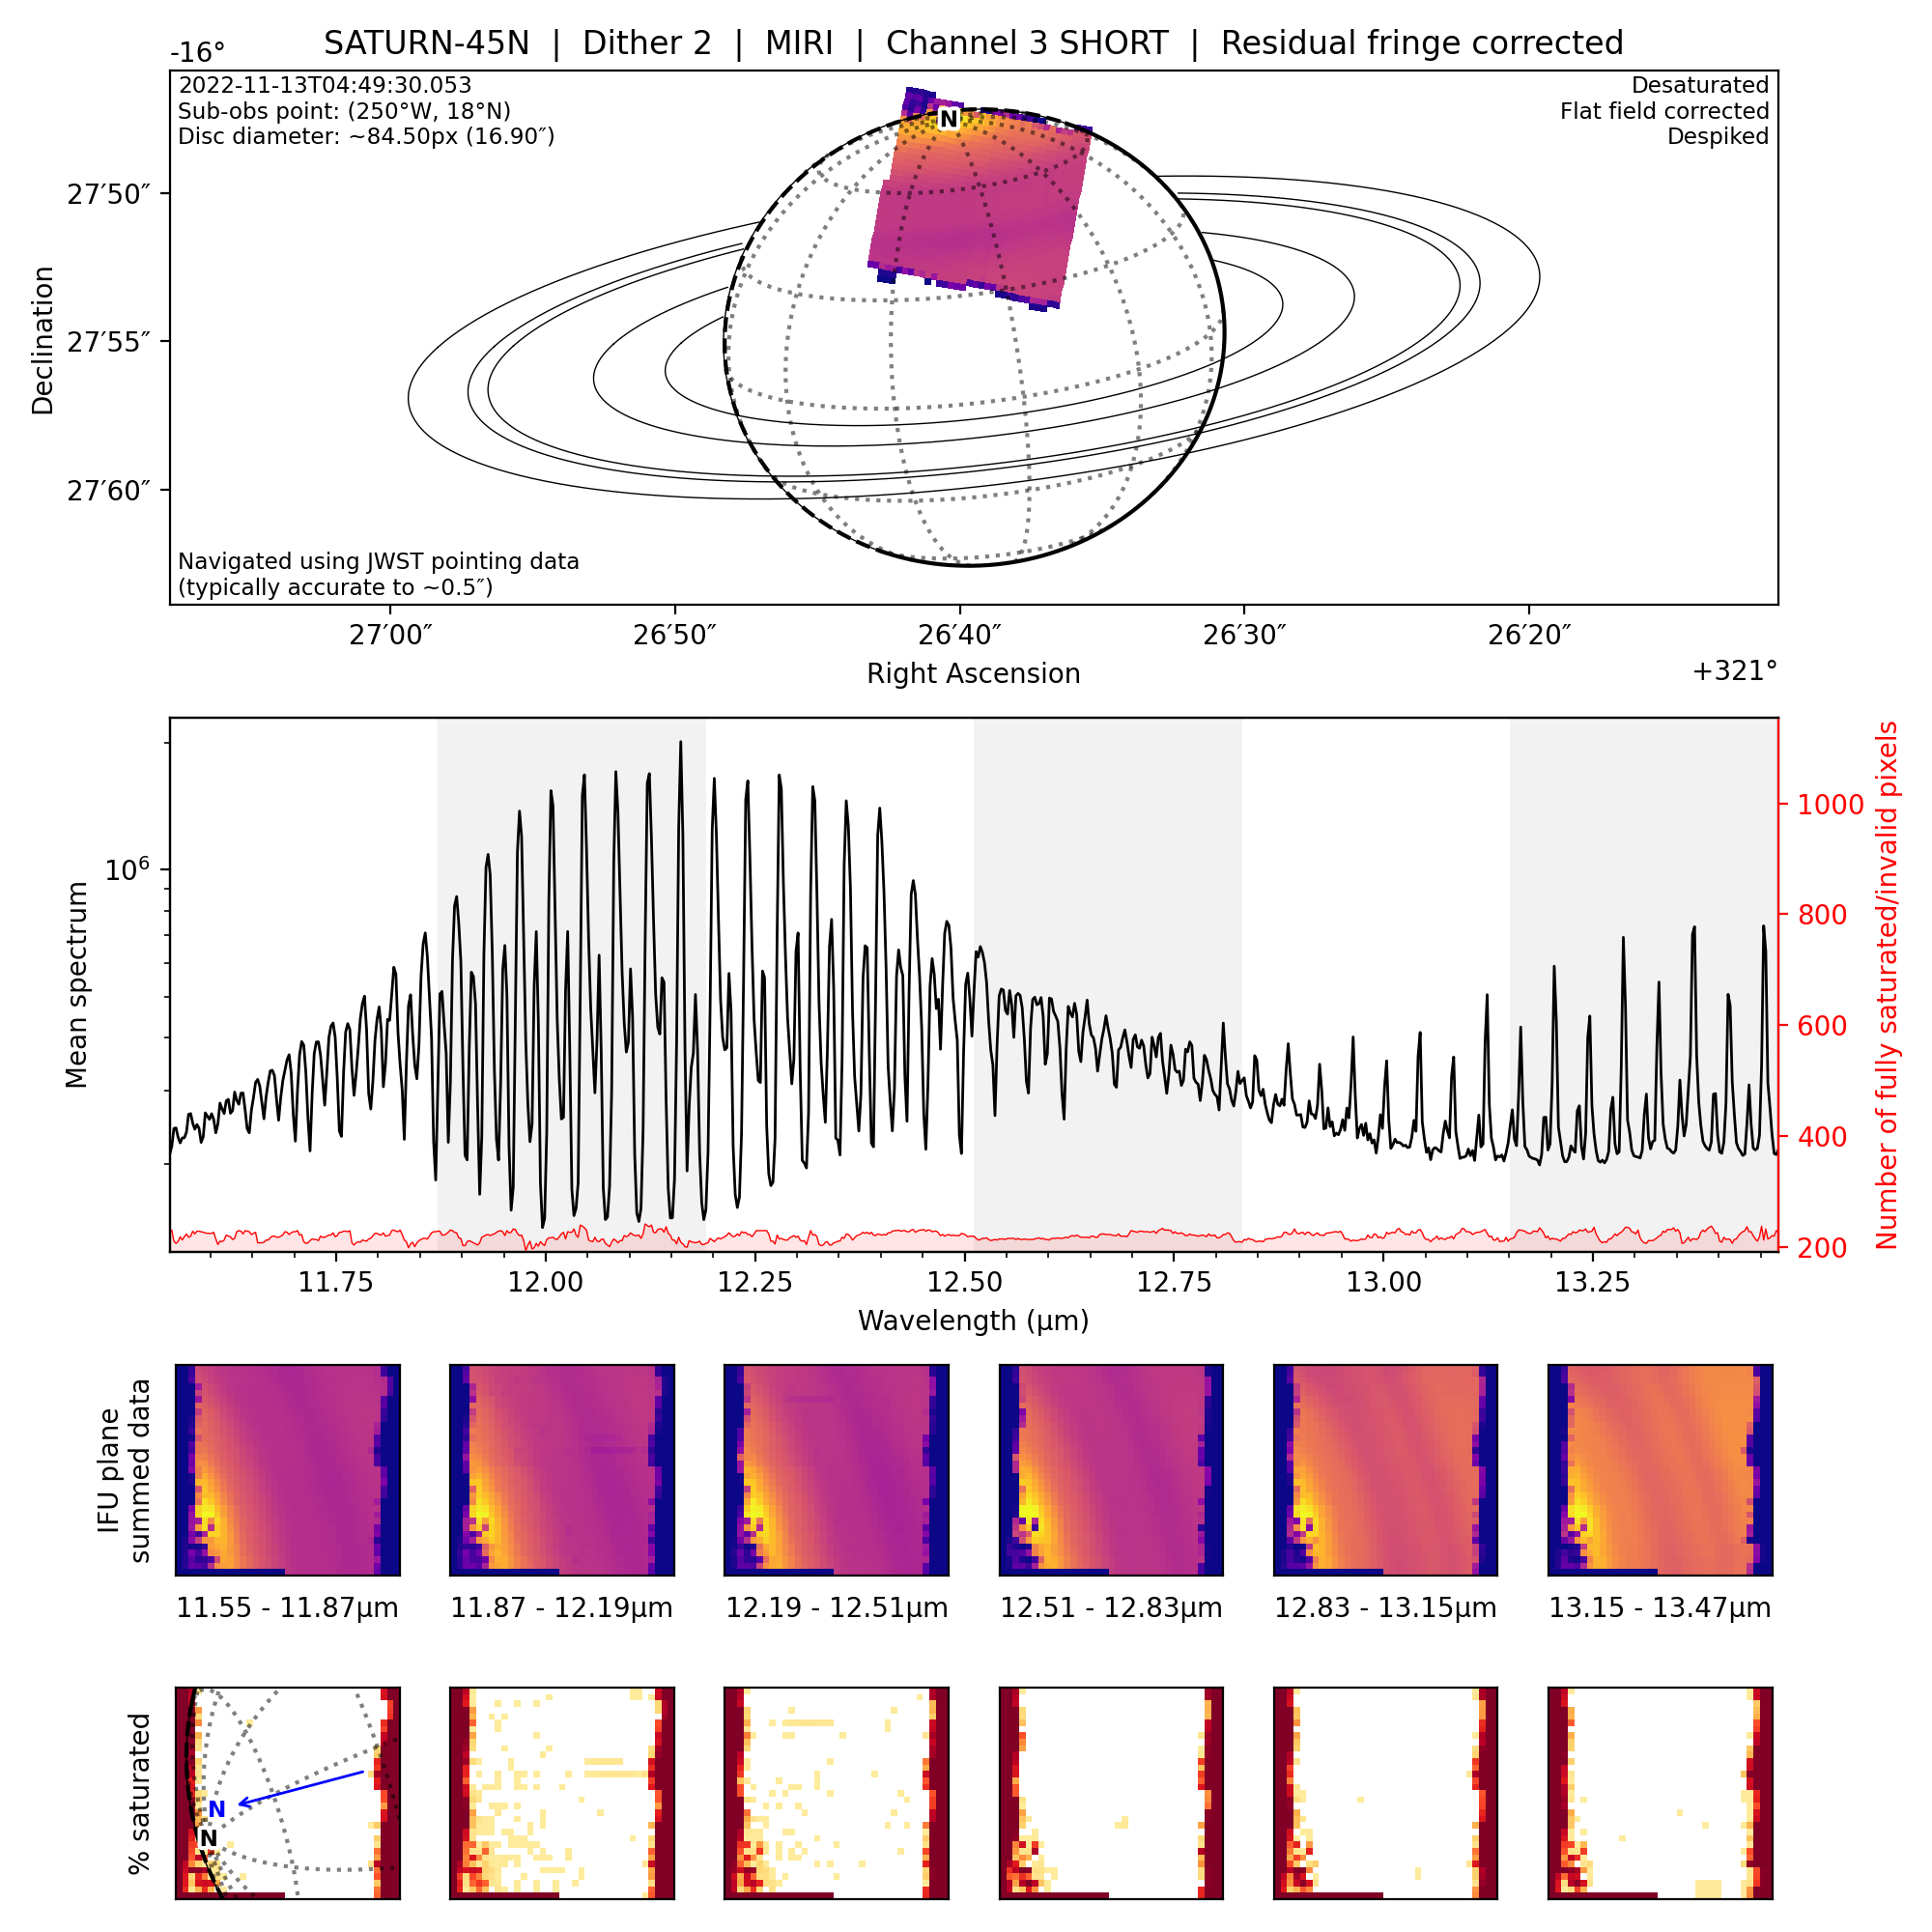 SATURN-45N | Dither 2 | MIRI | Channel 3 SHORT | Residual fringe corrected
-16°
2022-11-13T04:49:30.053
Sub-obs point: (250°W, 18°N)
Disc diameter: ~84.50px (16.90″)
Desaturated
Flat field corrected
Despiked
N
27′50″
27′55″
27′60″
Declination
Navigated using JWST pointing data
(typically accurate to ~0.5″)
27′00″ 26′50″ 26′40″ 26′30″ 26′20″
Right Ascension
+321°
Mean spectrum
10⁶
1000
800
600
400
200
Number of fully saturated/invalid pixels
11.75 12.00 12.25 12.50 12.75 13.00 13.25
Wavelength (µm)
IFU plane
summed data
11.55 - 11.87µm 11.87 - 12.19µm 12.19 - 12.51µm 12.51 - 12.83µm 12.83 - 13.15µm 13.15 - 13.47µm
% saturated
N
N